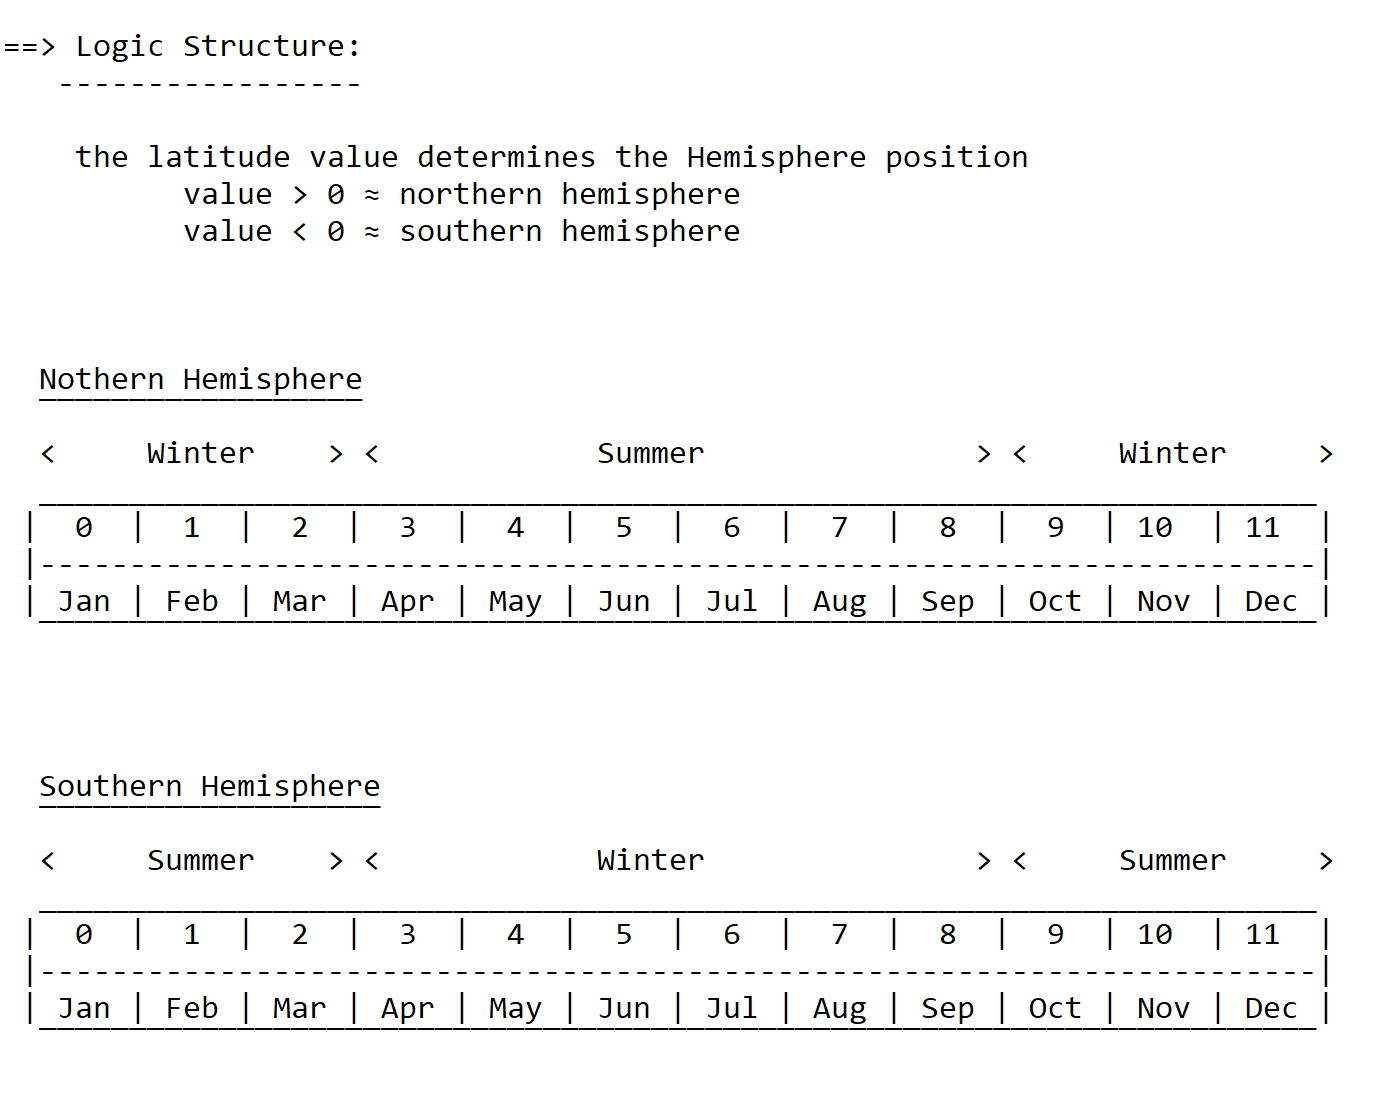 ==> Logic Structure:
-----------------
the latitude value determines the Hemisphere position
value > 0 ≈ northern hemisphere
value < 0 ≈ southern hemisphere
Nothern Hemisphere
< Winter > < Summer > < Winter >
| 0 | 1 | 2 | 3 | 4 | 5 | 6 | 7 | 8 | 9 | 10 | 11 |
|-----------------------------------------------------------------------|
| Jan | Feb | Mar | Apr | May | Jun | Jul | Aug | Sep | Oct | Nov | Dec |
Southern Hemisphere
< Summer > < Winter > < Summer >
| 0 | 1 | 2 | 3 | 4 | 5 | 6 | 7 | 8 | 9 | 10 | 11 |
|-----------------------------------------------------------------------|
| Jan | Feb | Mar | Apr | May | Jun | Jul | Aug | Sep | Oct | Nov | Dec |